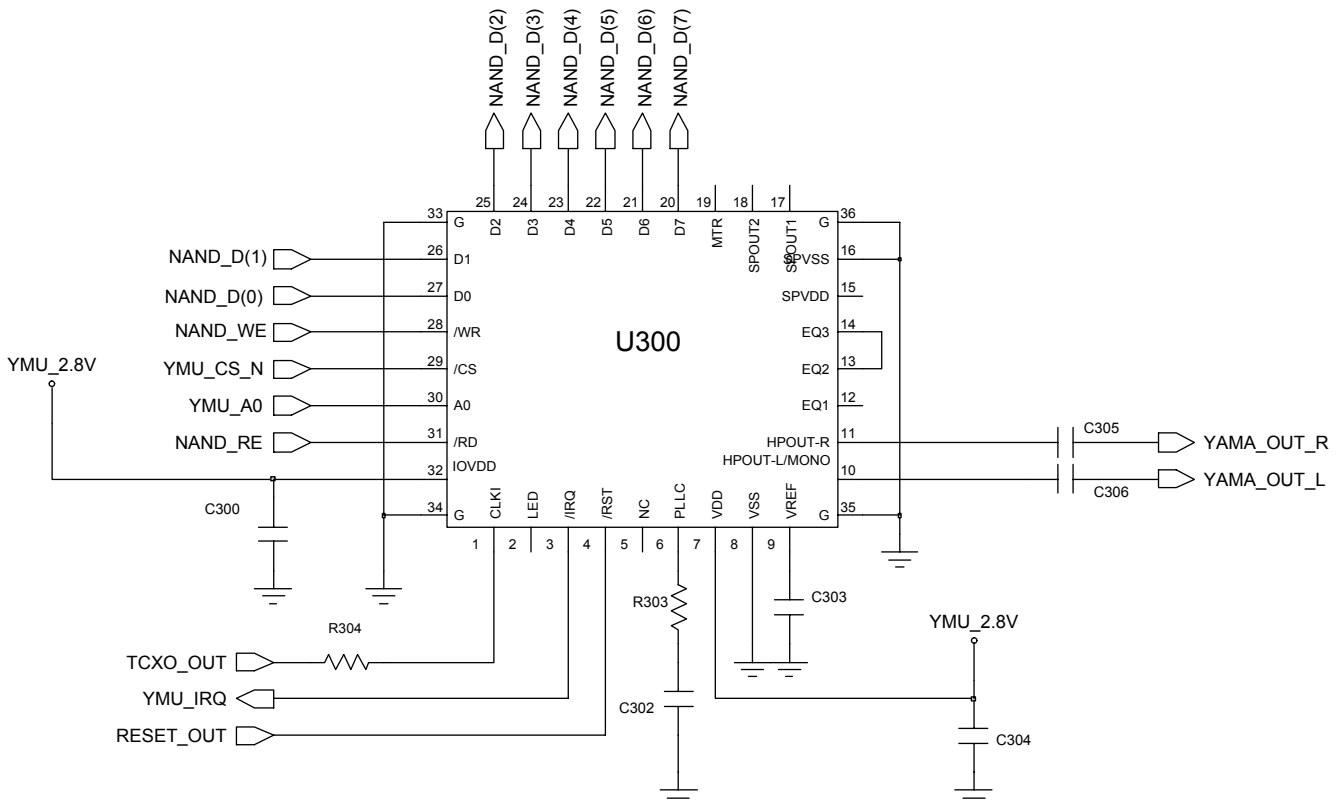 NAND_D(2)
NAND_D(3)
NAND_D(4)
NAND_D(5)
NAND_D(6)
NAND_D(7)
25
24
23
22
21
20
19
18
17
D2
D3
D4
D5
D6
D7
MTR
SPOUT2
SPOUT1
33
G
G
36
NAND_D(1)
26
D1
SPVSS
16
NAND_D(0)
27
D0
SPVDD
15
NAND_WE
28
/WR
U300
EQ3
14
YMU_2.8V
YMU_CS_N
29
/CS
EQ2
13
YMU_A0
30
A0
EQ1
12
NAND_RE
31
/RD
HPOUT-R
11
C305
YAMA_OUT_R
32
IOVDD
HPOUT-L/MONO
10
C306
YAMA_OUT_L
C300
34
G
G
35
CLKI
LED
/IRQ
/RST
NC
PLLC
VDD
VSS
VREF
1
2
3
4
5
6
7
8
9
R303
C303
R304
YMU_2.8V
TCXO_OUT
YMU_IRQ
C302
RESET_OUT
C304